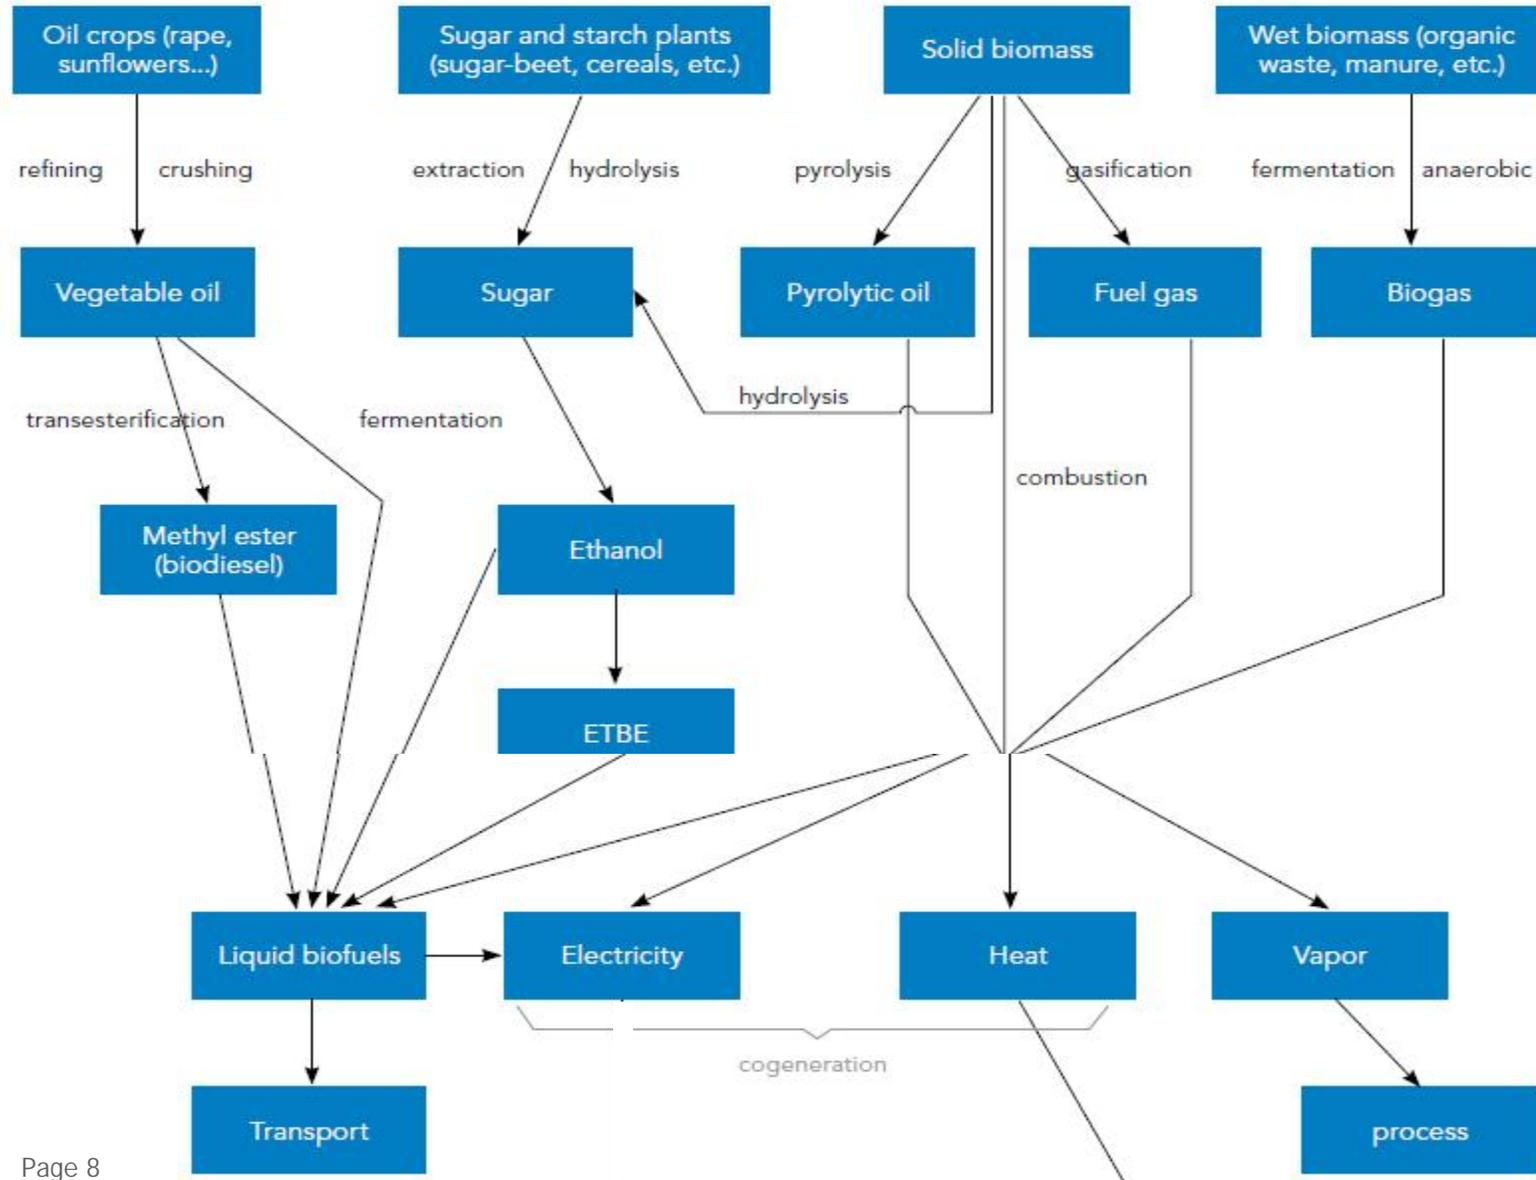 Oil crops (rape,
sunflowers...)
Sugar and starch plants
(sugar-beet, cereals, etc.)
Solid biomass
Wet biomass (organic
waste, manure, etc.)
refining
crushing
extraction
hydrolysis
pyrolysis
gasification
fermentation
anaerobic
Vegetable oil
Sugar
Pyrolytic oil
Fuel gas
Biogas
hydrolysis
transesterification
fermentation
combustion
Methyl ester
(biodiesel)
Ethanol
ETBE
Liquid biofuels
Electricity
Heat
Vapor
cogeneration
Transport
process
Page 8